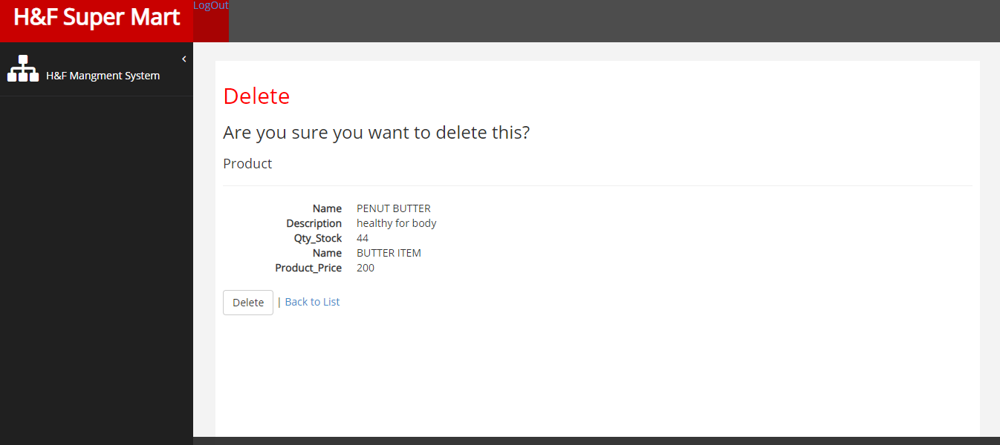 H&F Super Mart
LogOut
H&F Mangment System
Delete
Are you sure you want to delete this?
Product
Name PENUT BUTTER
Description healthy for body
Qty_Stock 44
Name BUTTER ITEM
Product_Price 200
Delete | Back to List